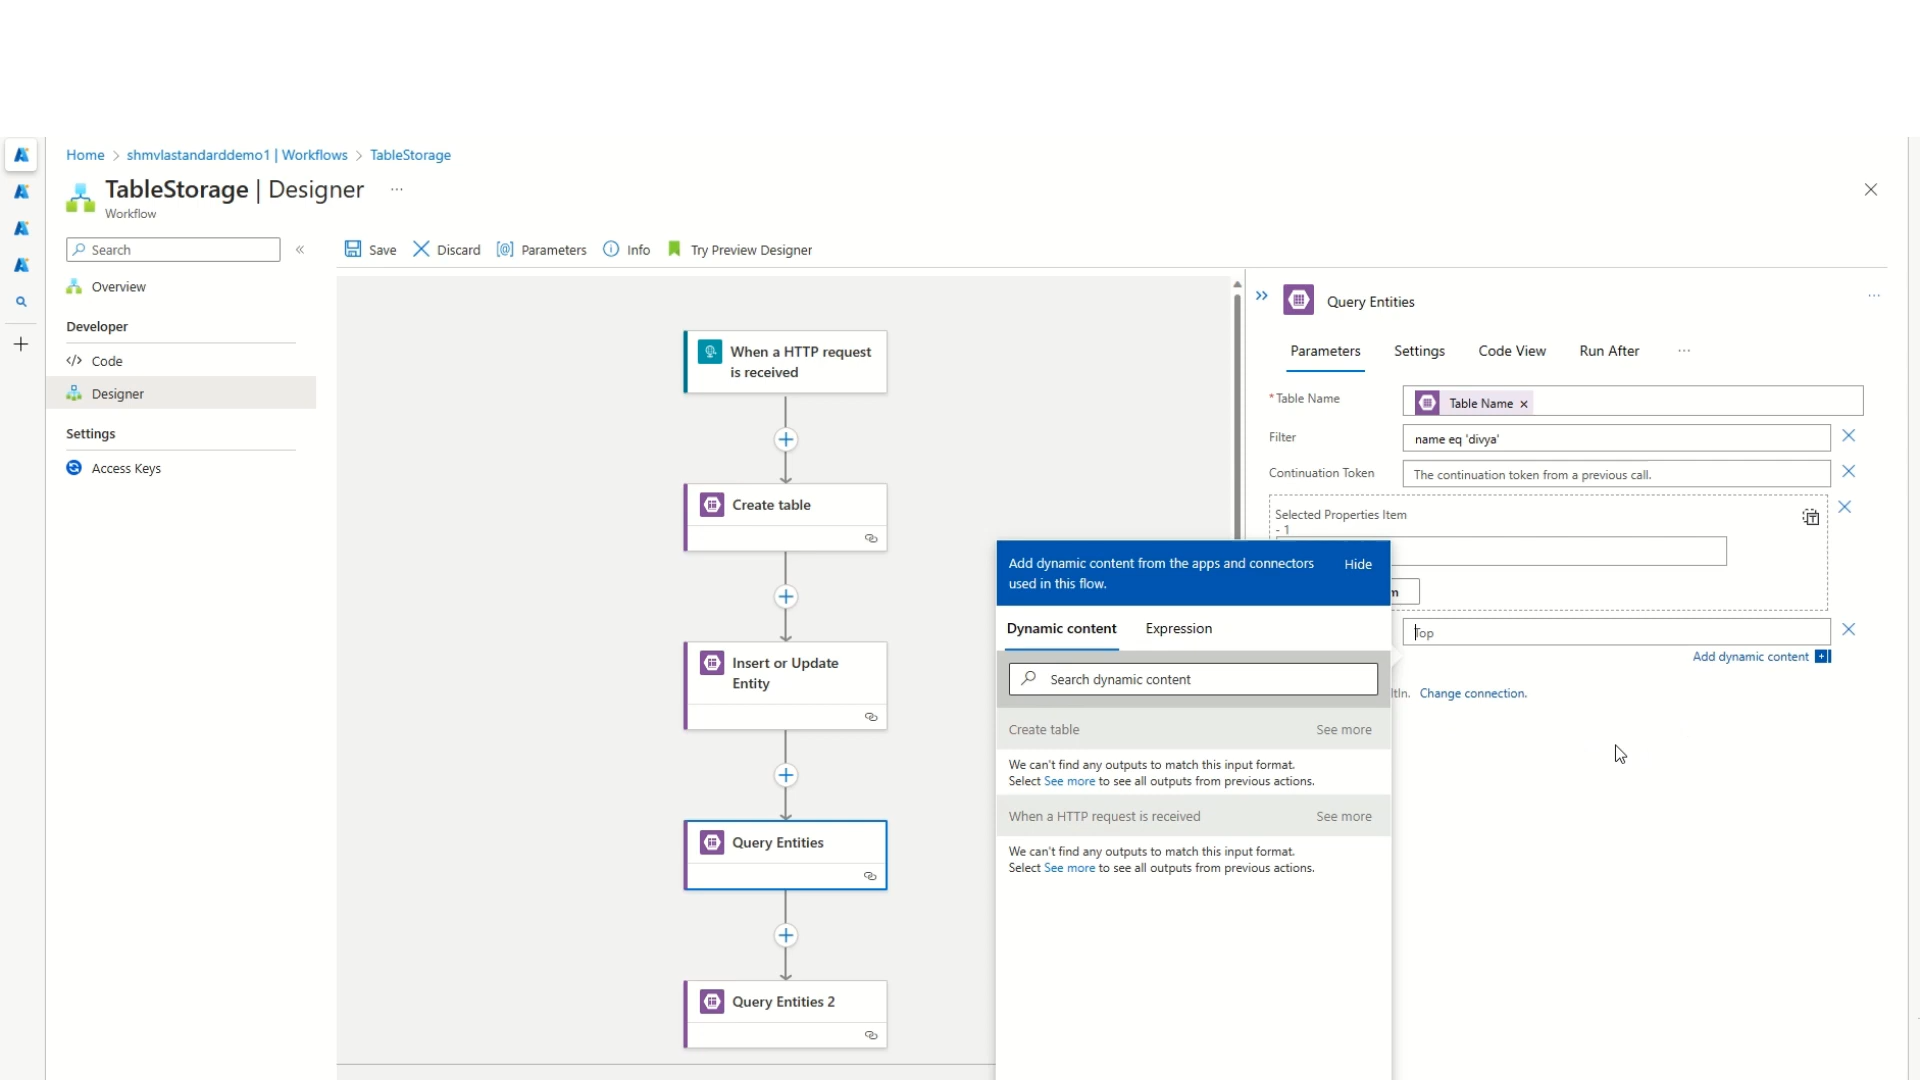 Home > shmvlastandarddemo1 | Workflows > TableStorage
TableStorage | Designer ...
Workflow
Search
«
Overview
Developer
</> Code
Designer
Settings
Access Keys
Save
Discard
Parameters
Info
Try Preview Designer
When a HTTP request
is received
Create table
Insert or Update
Entity
Query Entities
Query Entities 2
Query Entities
Parameters
Settings
Code View
Run After
...
* Table Name
Table Name ×
Filter
name eq 'divya'
Continuation Token
The continuation token from a previous call.
Selected Properties Item
- 1
m
Top
Add dynamic content
ltIn. Change connection.
Add dynamic content from the apps and connectors
used in this flow.
Hide
Dynamic content
Expression
Search dynamic content
Create table
See more
We can't find any outputs to match this input format.
Select See more to see all outputs from previous actions.
When a HTTP request is received
See more
We can't find any outputs to match this input format.
Select See more to see all outputs from previous actions.